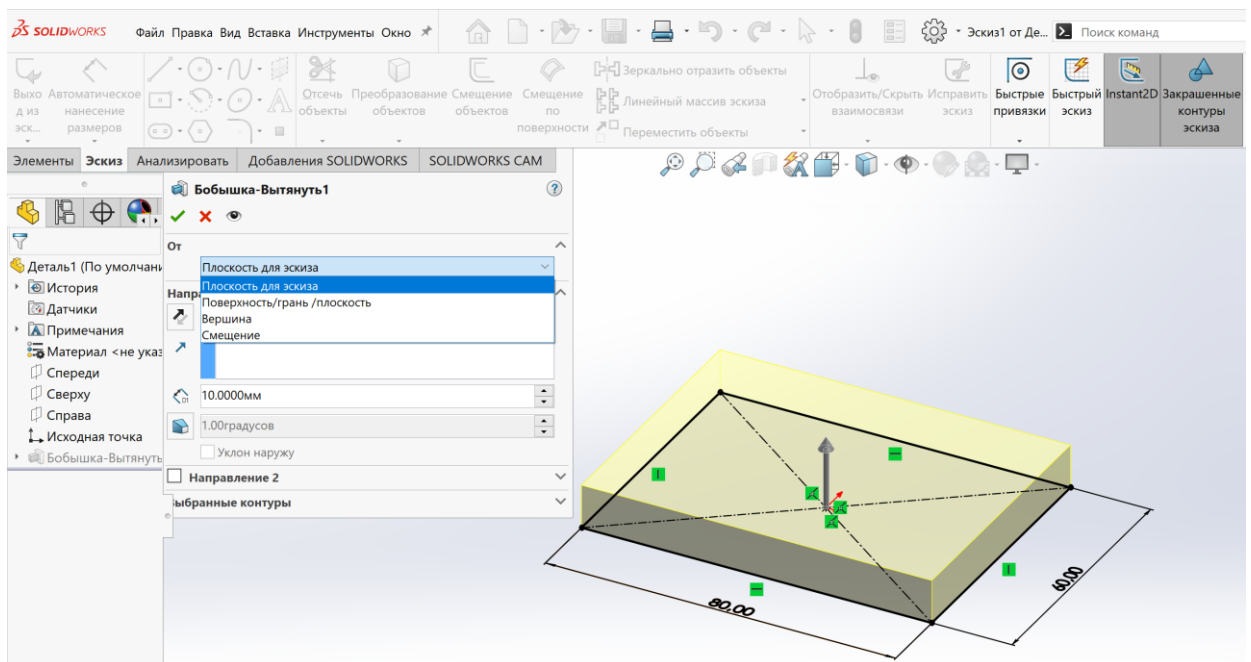 SOLIDWORKS Файл Правка Вид Вставка Инструменты Окно Эскиз1 от Де... Поиск команд
Выхо д из эск...
Автоматическое нанесение размеров
Отсечь объекты
Преобразование объектов
Смещение объектов
Смещение по поверхности
Зеркально отразить объекты
Линейный массив эскиза
Переместить объекты
Отобразить/Скрыть взаимосвязи
Исправить эскиз
Быстрые привязки
Быстрый эскиз
Instant2D
Закрашенные контуры эскиза
Элементы Эскиз Анализировать Добавления SOLIDWORKS SOLIDWORKS CAM
Деталь1 (По умолчани
История
Датчики
Примечания
Материал <не указ
Спереди
Сверху
Справа
Исходная точка
Бобышка-Вытянуть
Бобышка-Вытянуть1
От
Плоскость для эскиза
Плоскость для эскиза
Поверхность/грань /плоскость
Вершина
Смещение
Напра
10.0000мм
1.00градусов
Уклон наружу
Направление 2
ыбранные контуры
80,00
60,00